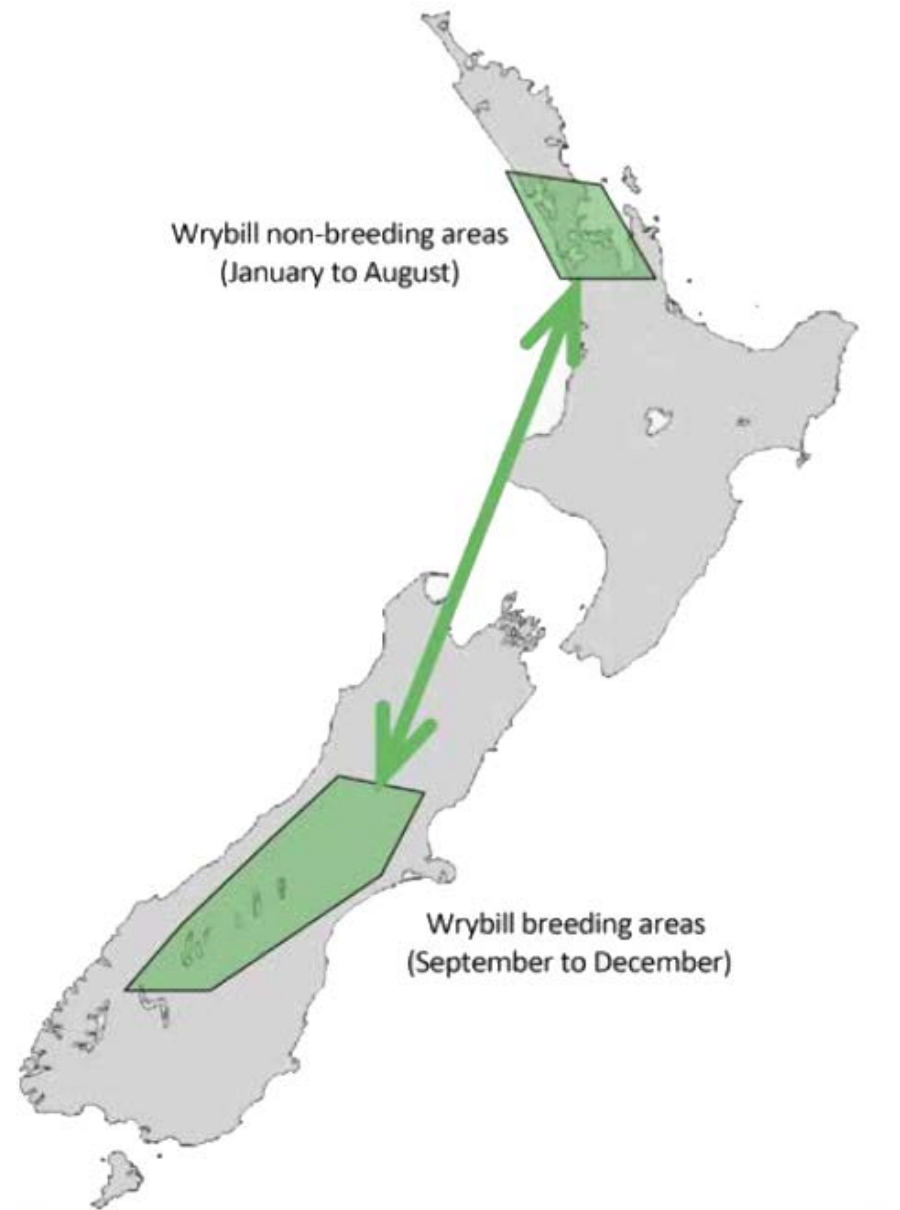 Wrybill non-breeding areas
(January to August)
Wrybill breeding areas
(September to December)